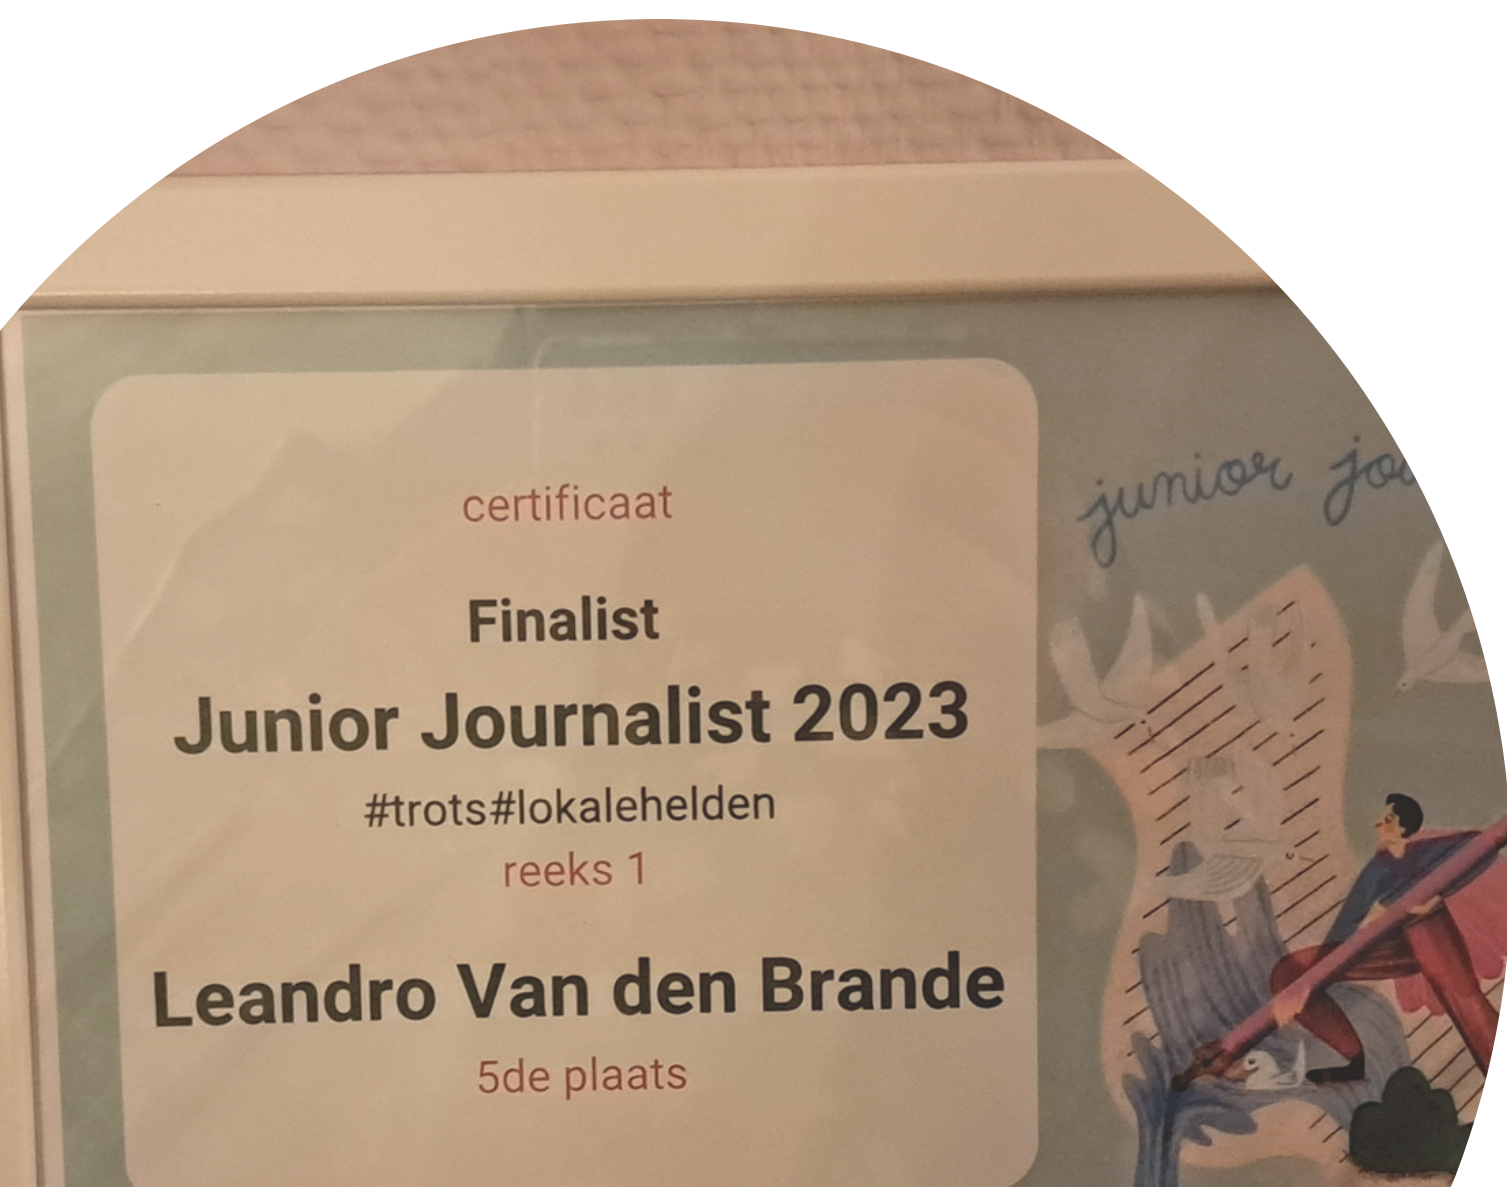 certificaat
Finalist
Junior Journalist 2023
#trots#lokalehelden
reeks 1
Leandro Van den Brande
5de plaats
junior